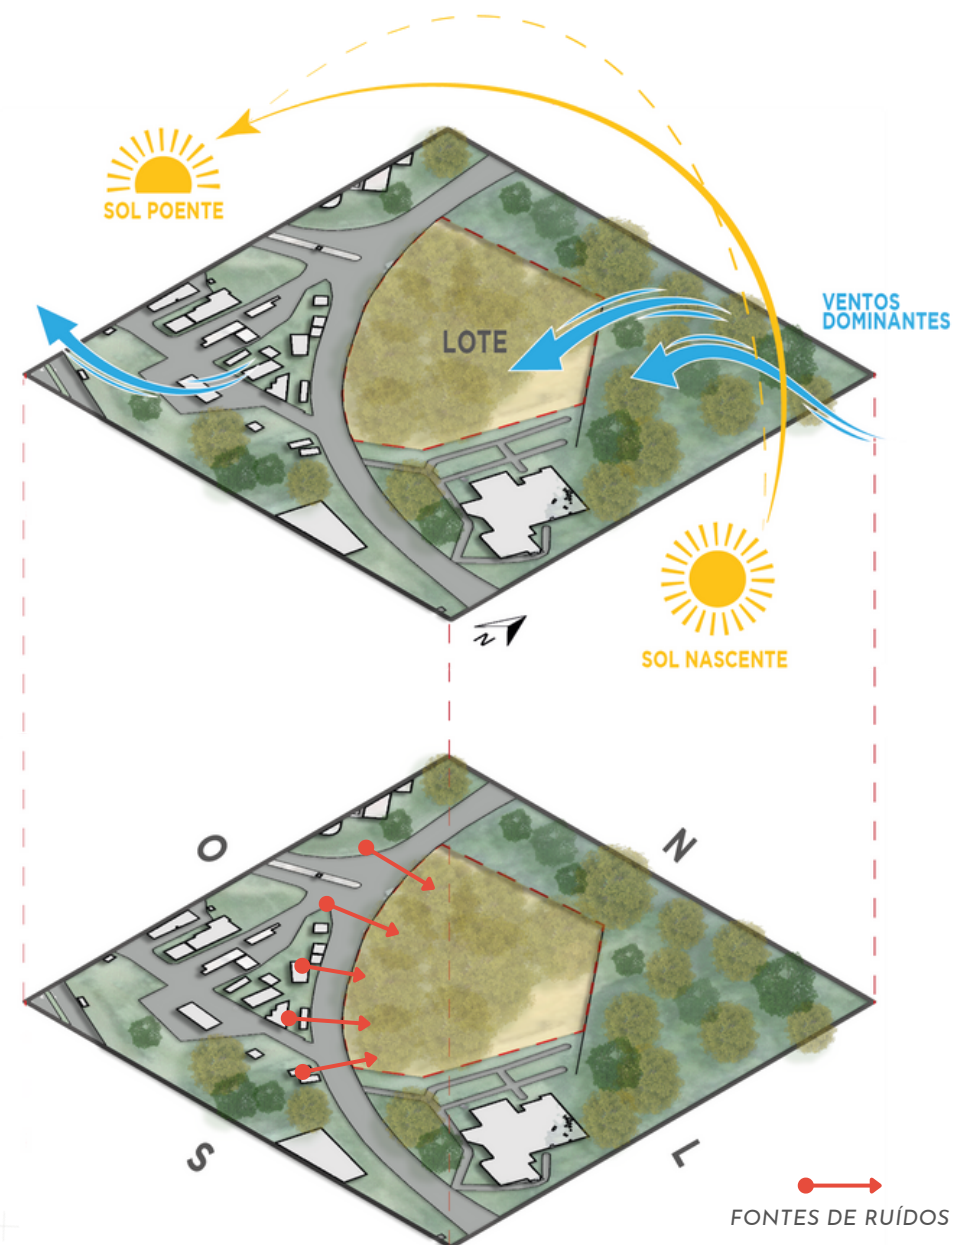 SOL POENTE
VENTOS
DOMINANTES
LOTE
SOL NASCENTE
N
O
N
S
L
FONTES DE RUÍDOS